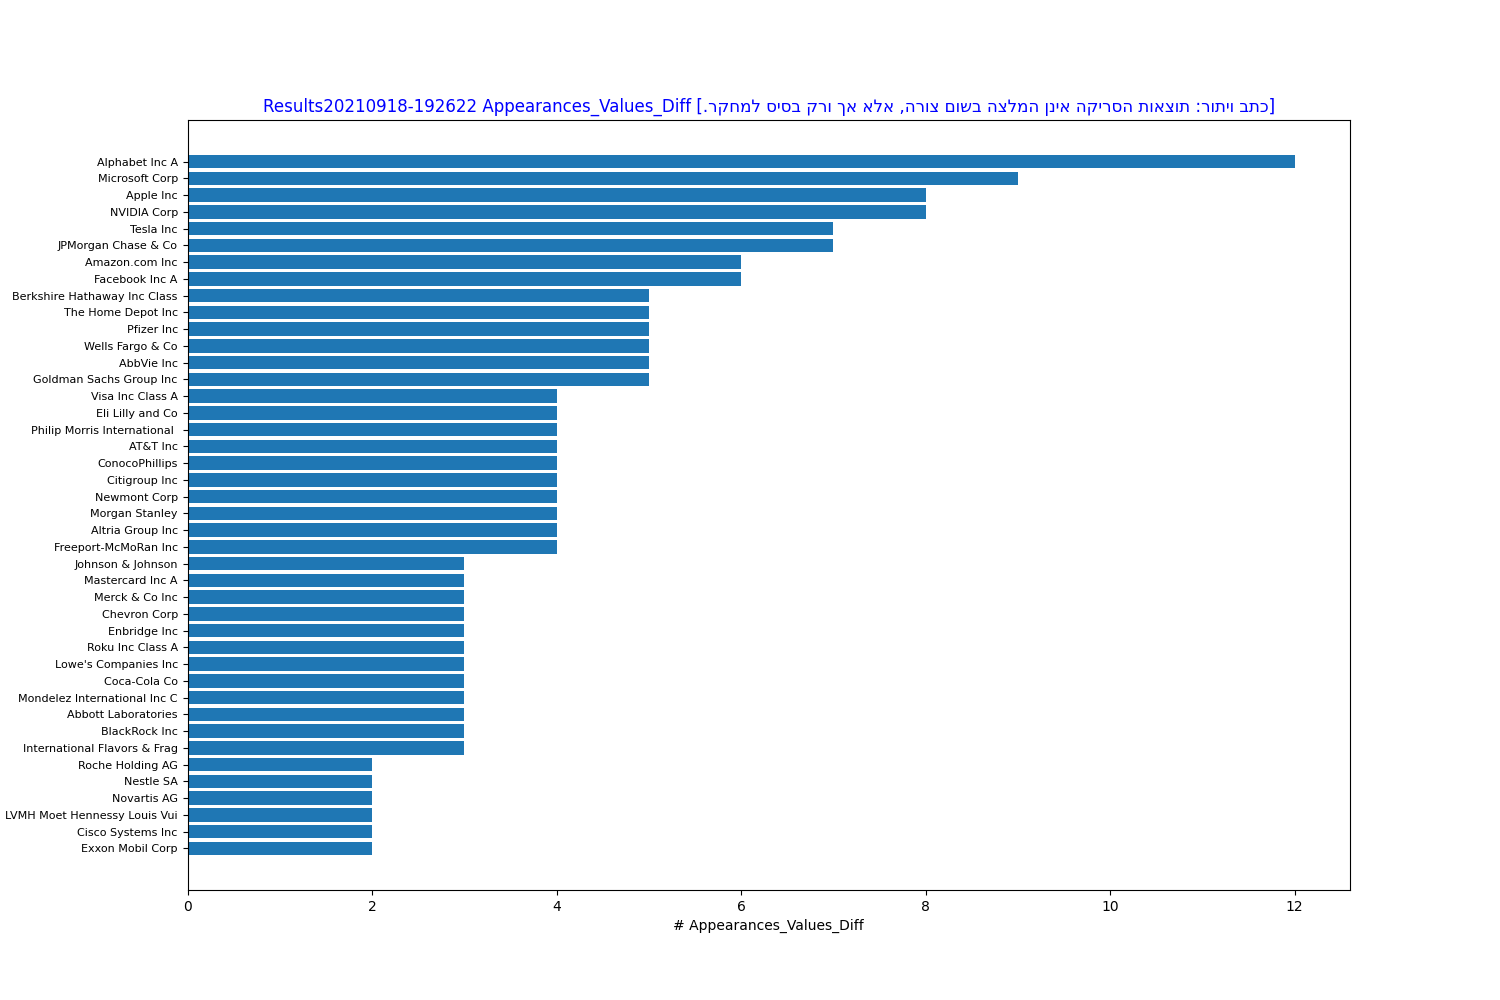 Results20210918-192622 Appearances_Values_Diff [כתב ויתור: תוצאות הסריקה אינן המלצה בשום צורה, אלא אך ורק בסיס למחקר.]
Alphabet Inc A
Microsoft Corp
Apple Inc
NVIDIA Corp
Tesla Inc
JPMorgan Chase & Co
Amazon.com Inc
Facebook Inc A
Berkshire Hathaway Inc Class
The Home Depot Inc
Pfizer Inc
Wells Fargo & Co
AbbVie Inc
Goldman Sachs Group Inc
Visa Inc Class A
Eli Lilly and Co
Philip Morris International
AT&T Inc
ConocoPhillips
Citigroup Inc
Newmont Corp
Morgan Stanley
Altria Group Inc
Freeport-McMoRan Inc
Johnson & Johnson
Mastercard Inc A
Merck & Co Inc
Chevron Corp
Enbridge Inc
Roku Inc Class A
Lowe's Companies Inc
Coca-Cola Co
Mondelez International Inc C
Abbott Laboratories
BlackRock Inc
International Flavors & Frag
Roche Holding AG
Nestle SA
Novartis AG
LVMH Moet Hennessy Louis Vui
Cisco Systems Inc
Exxon Mobil Corp
0 2 4 6 8 10 12
# Appearances_Values_Diff